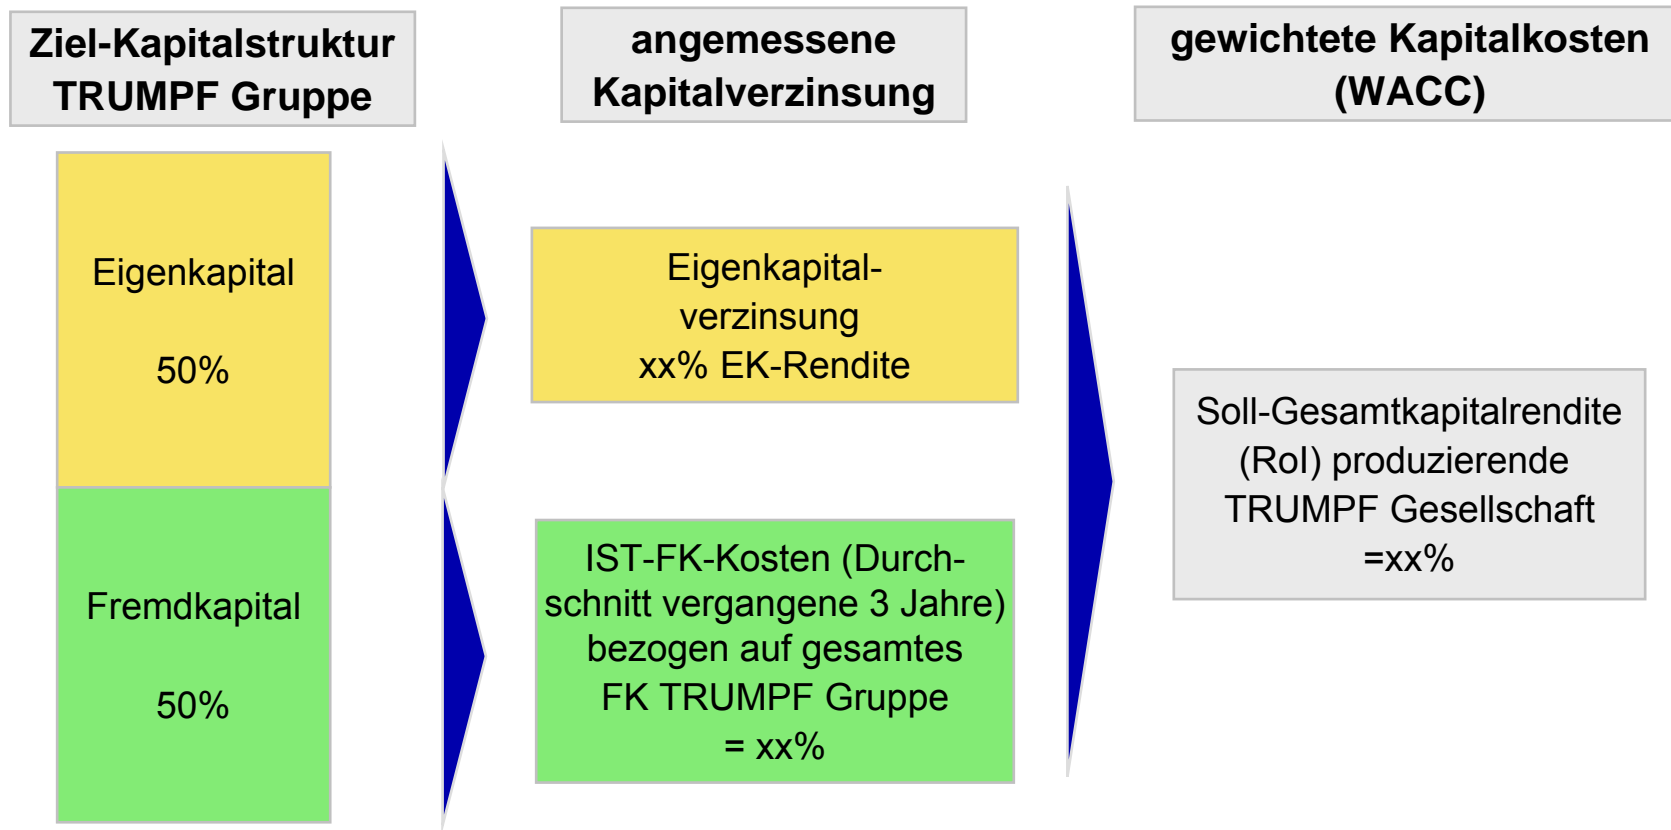 Ziel-Kapitalstruktur
TRUMPF Gruppe
angemessene
Kapitalverzinsung
gewichtete Kapitalkosten
(WACC)
Eigenkapital
50%
Fremdkapital
50%
Eigenkapital-
verzinsung
xx% EK-Rendite
IST-FK-Kosten (Durch-
schnitt vergangene 3 Jahre)
bezogen auf gesamtes
FK TRUMPF Gruppe
= xx%
Soll-Gesamtkapitalrendite
(RoI) produzierende
TRUMPF Gesellschaft
=xx%